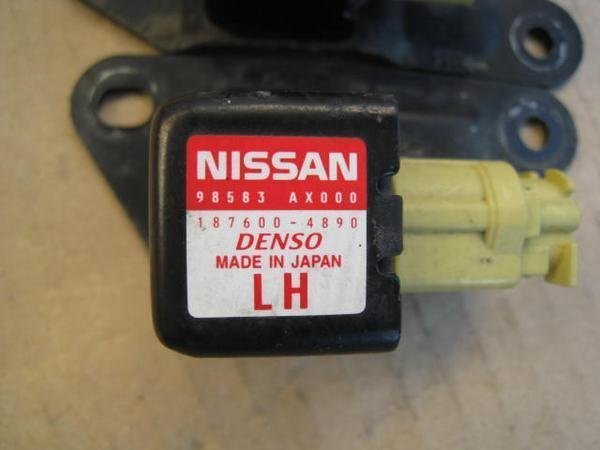 NISSAN
98583 AX000
187600-4890
DENSO
MADE IN JAPAN
LH